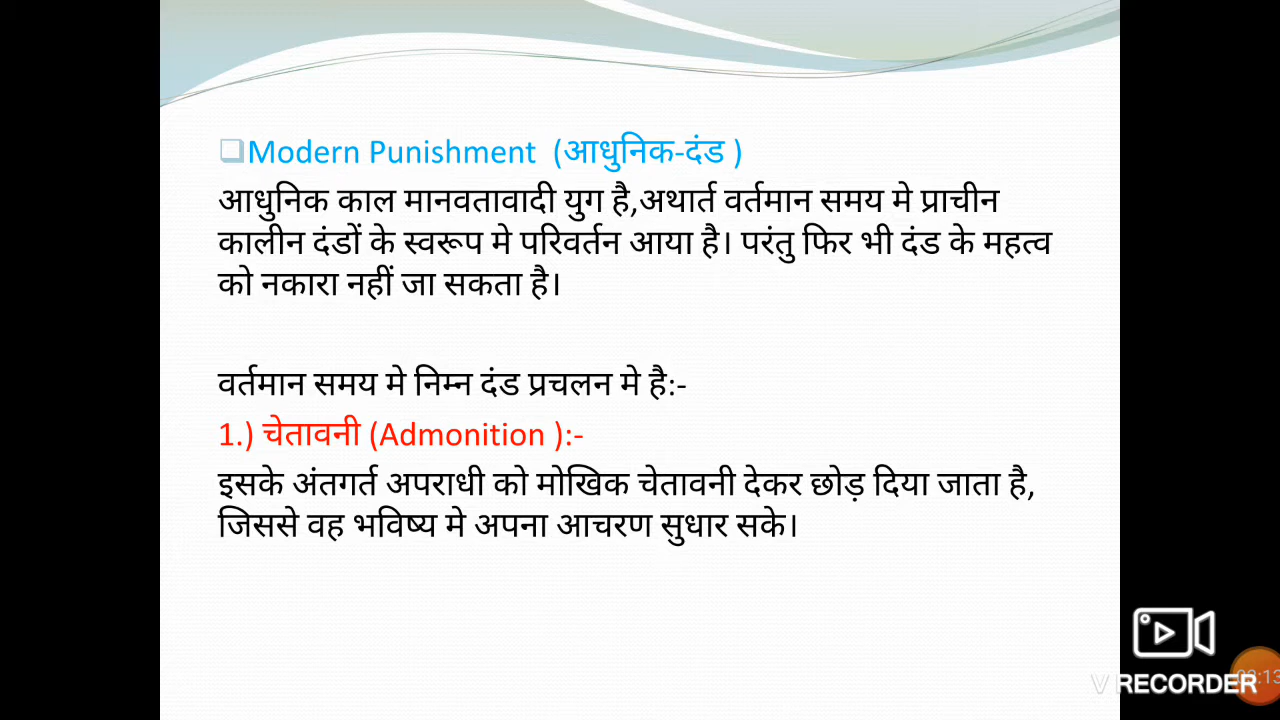 Modern Punishment (आधुनिक-दंड )
आधुनिक काल मानवतावादी युग है,अथार्त वर्तमान समय मे प्राचीन
कालीन दंडों के स्वरूप मे परिवर्तन आया है। परंतु फिर भी दंड के महत्व
को नकारा नहीं जा सकता है।
वर्तमान समय मे निम्न दंड प्रचलन मे है:-
1.) चेतावनी (Admonition ):-
इसके अंतगर्त अपराधी को मोखिक चेतावनी देकर छोड़ दिया जाता है,
जिससे वह भविष्य मे अपना आचरण सुधार सके।
V RECORDER